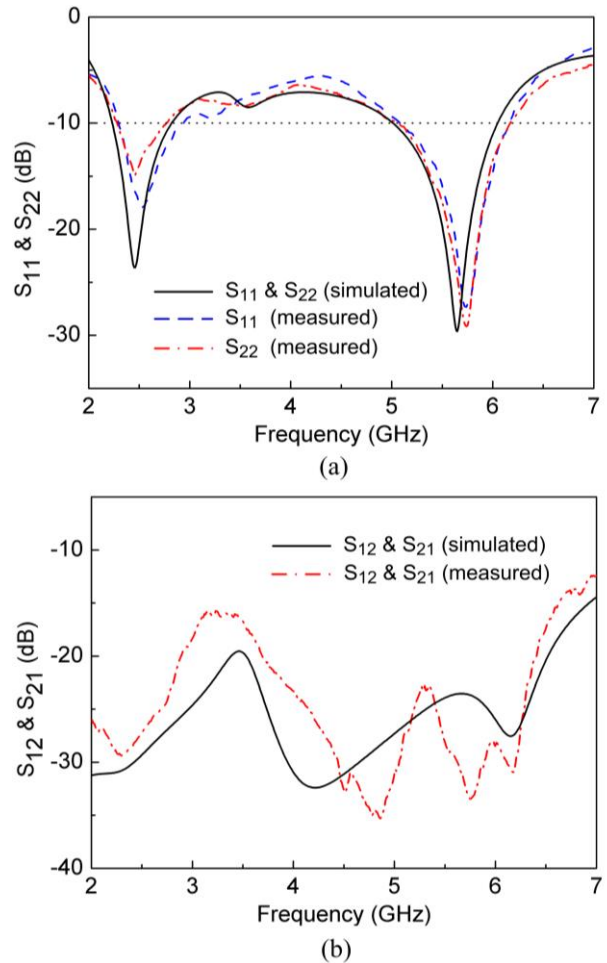 0
-10
-20
-30
S11 & S22 (dB)
S11 & S22 (simulated)
S11 (measured)
S22 (measured)
2 3 4 5 6 7
Frequency (GHz)
(a)
-10
-20
-30
-40
S12 & S21 (dB)
S12 & S21 (simulated)
S12 & S21 (measured)
2 3 4 5 6 7
Frequency (GHz)
(b)